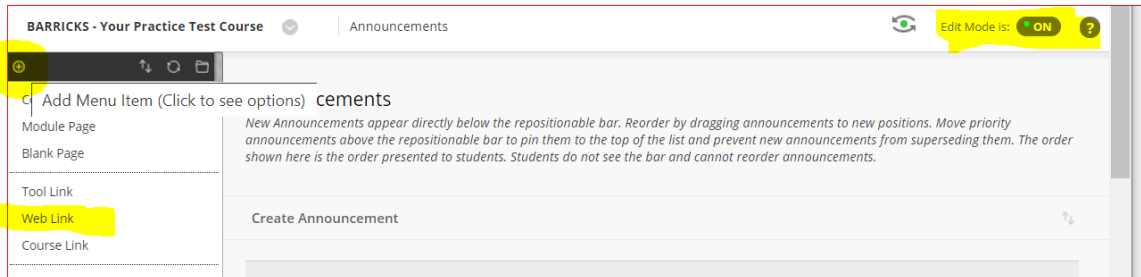 BARRICKS - Your Practice Test Course
Announcements
Edit Mode is:
ON
?
Add Menu Item (Click to see options)
cements
Module Page
Blank Page
Tool Link
Web Link
Course Link
New Announcements appear directly below the repositionable bar. Reorder by dragging announcements to new positions. Move priority
announcements above the repositionable bar to pin them to the top of the list and prevent new announcements from superseding them. The order
shown here is the order presented to students. Students do not see the bar and cannot reorder announcements.
Create Announcement